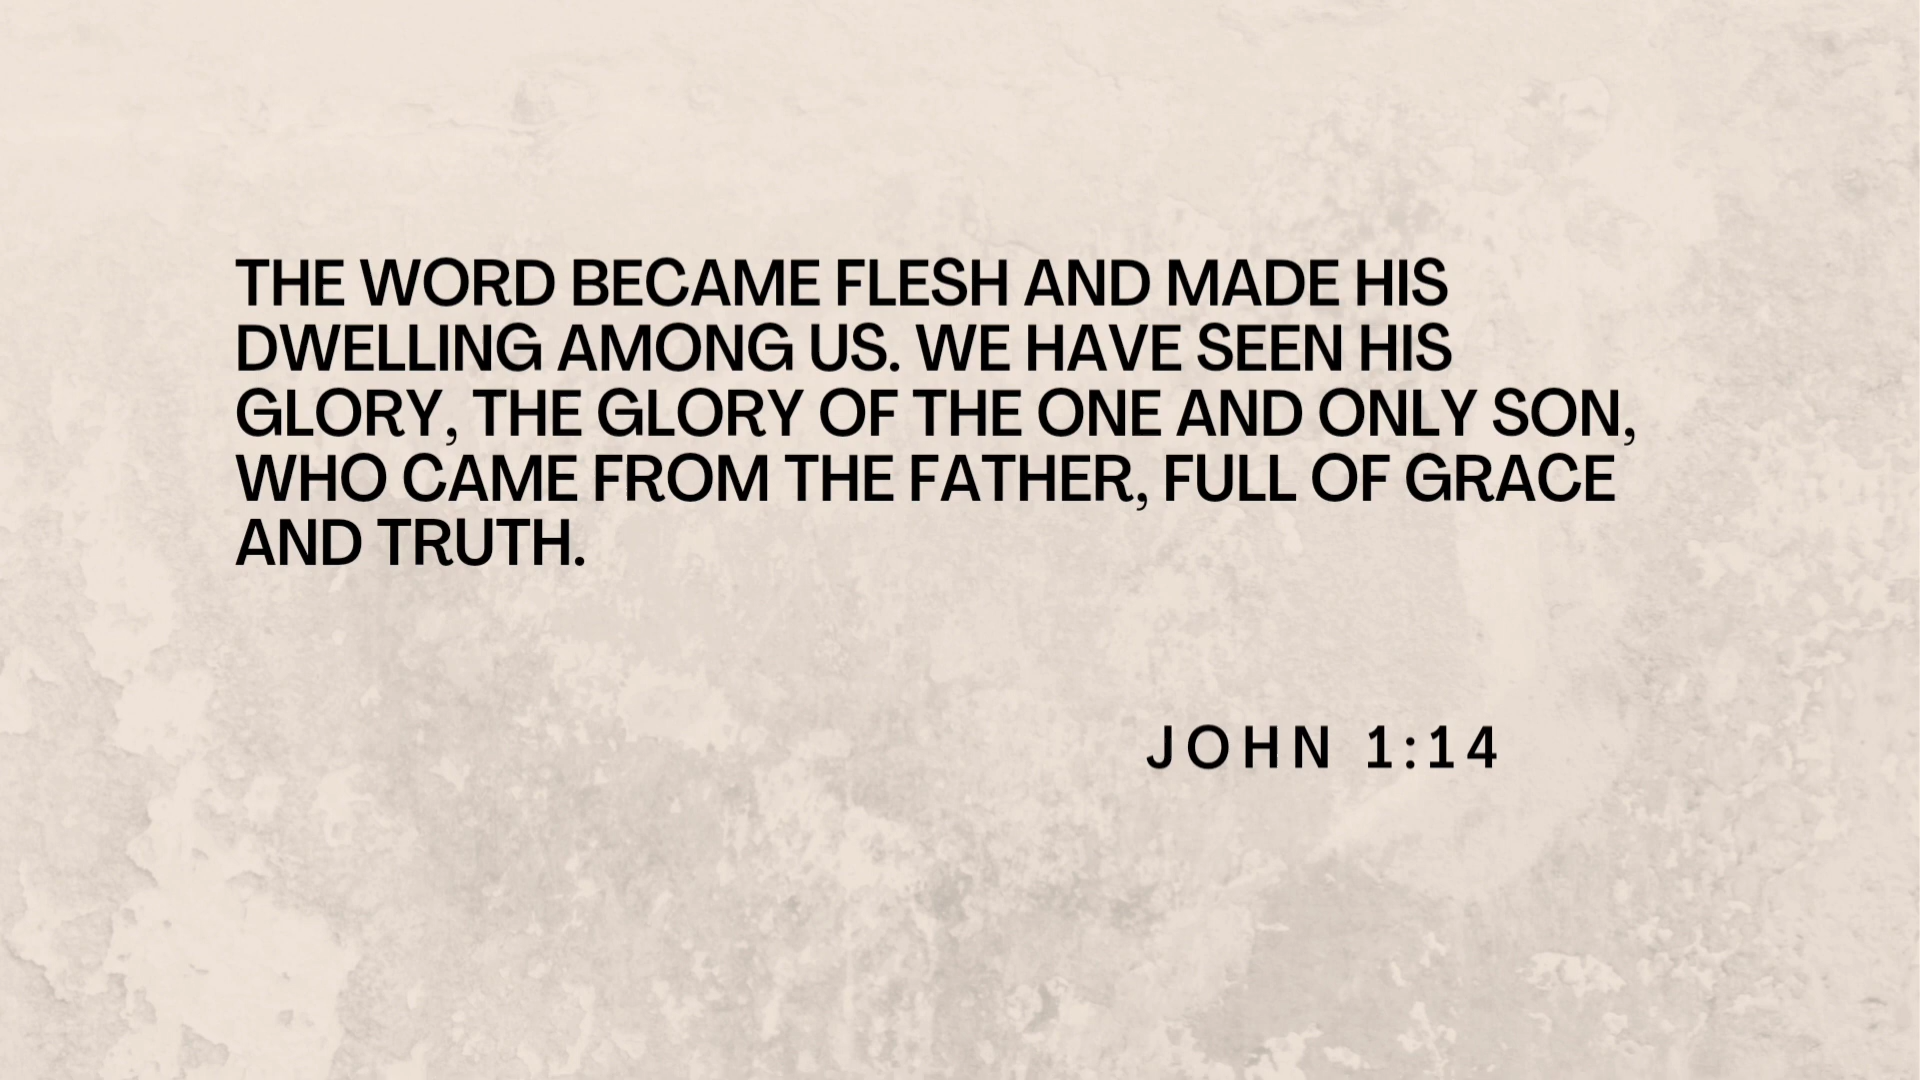 THE WORD BECAME FLESH AND MADE HIS
DWELLING AMONG US. WE HAVE SEEN HIS
GLORY, THE GLORY OF THE ONE AND ONLY SON,
WHO CAME FROM THE FATHER, FULL OF GRACE
AND TRUTH.
JOHN 1:14